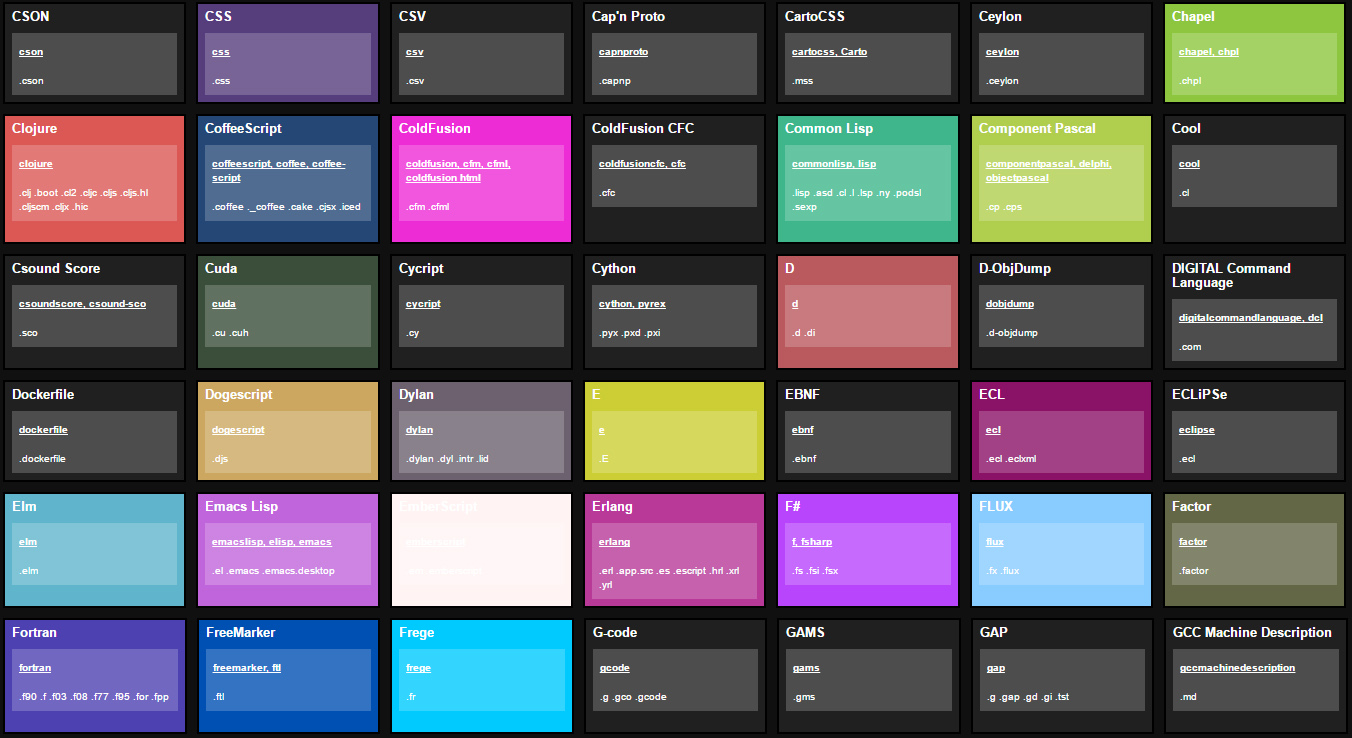 CSON
cson
.cson
CSS
css
.css
CSV
csv
.csv
Cap'n Proto
capnproto
.capnp
CartoCSS
cartocss, Carto
.mss
Ceylon
ceylon
.ceylon
Chapel
chapel, chpl
.chpl
Clojure
clojure
.clj .boot .cl2 .cljc .cljs .cljs.hl
.cljscm .cljx .hic
CoffeeScript
coffeescript, coffee, coffee-
script
.coffee ._coffee .cake .cjsx .iced
ColdFusion
coldfusion, cfm, cfml,
coldfusion html
.cfm .cfml
ColdFusion CFC
coldfusioncfc, cfc
.cfc
Common Lisp
commonlisp, lisp
.lisp .asd .cl .l .lsp .ny .podsl
.sexp
Component Pascal
componentpascal, delphi,
objectpascal
.cp .cps
Cool
cool
.cl
Csound Score
csoundscore, csound-sco
.sco
Cuda
cuda
.cu .cuh
Cycript
cycript
.cy
Cython
cython, pyrex
.pyx .pxd .pxi
D
d
.d .di
D-ObjDump
dobjdump
.d-objdump
DIGITAL Command
Language
digitalcommandlanguage, dcl
.com
Dockerfile
dockerfile
.dockerfile
Dogescript
dogescript
.djs
Dylan
dylan
.dylan .dyl .intr .lid
E
e
.E
EBNF
ebnf
.ebnf
ECL
ecl
.ecl .eclxml
ECLiPSe
eclipse
.ecl
Elm
elm
.elm
Emacs Lisp
emacslisp, elisp, emacs
.el .emacs .emacs.desktop
EmberScript
Erlang
erlang
.erl .app.src .es .escript .hrl .xrl
.yrl
F#
f, fsharp
.fs .fsi .fsx
FLUX
flux
.fx .flux
Factor
factor
.factor
Fortran
fortran
.f90 .f .f03 .f08 .f77 .f95 .for .fpp
FreeMarker
freemarker, ftl
.ftl
Frege
frege
.fr
G-code
gcode
.g .gco .gcode
GAMS
gams
.gms
GAP
gap
.g .gap .gd .gi .tst
GCC Machine Description
gccmachinedescription
.md